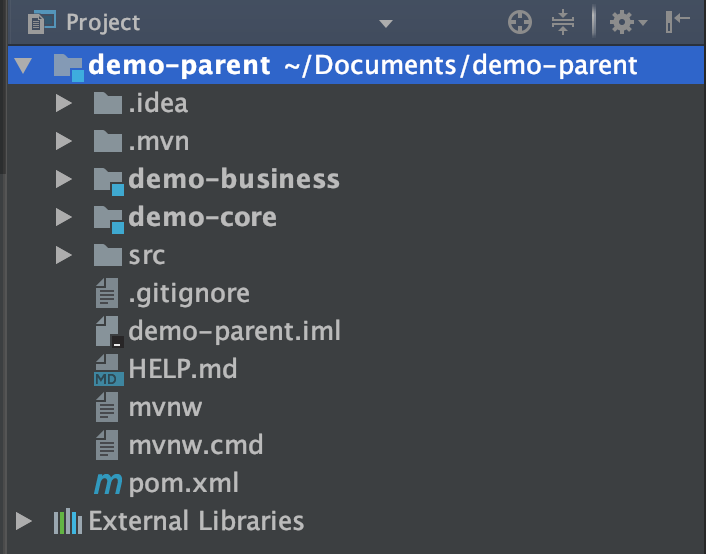 Project
demo-parent ~/Documents/demo-parent
.idea
.mvn
demo-business
demo-core
src
.gitignore
demo-parent.iml
MD HELP.md
mvnw
mvnw.cmd
m pom.xml
External Libraries